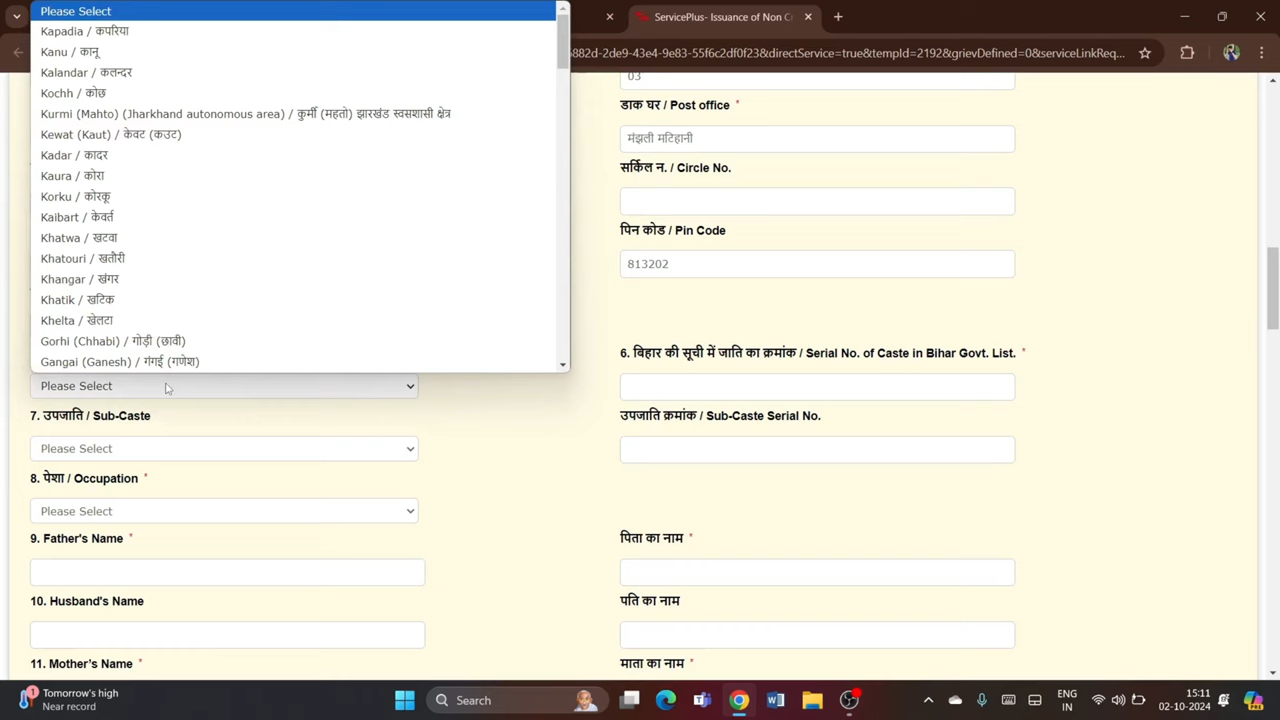 Please Select
ServicePlus- Issuance of Non C
882d-2de9-43e4-9e83-55f6c2df0f23&directService=true&tempId=2192&grievDefined=0&serviceLinkReq...
Kapadia / कपरिया
Kanu / कानू
Kalandar / कलन्दर
Kochh / कोछ
Kurmi (Mahto) (Jharkhand autonomous area) / कुर्मी (महतो) झारखंड स्वसशासी क्षेत्र
Kewat (Kaut) / केवट (कउट)
Kadar / कादर
Kaura / कोरा
Korku / कोरकू
Kaibart / केवर्त
Khatwa / खटवा
Khatouri / खतौरी
Khangar / खंगर
Khatik / खटिक
Khelta / खेलटा
Gorhi (Chhabi) / गोड़ी (छावी)
Gangai (Ganesh) / गंगई (गणेश)
03
डाक घर / Post office *
मंझली मटिहानी
सर्किल न. / Circle No.
पिन कोड / Pin Code
813202
6. बिहार की सूची में जाति का क्रमांक / Serial No. of Caste in Bihar Govt. List. *
Please Select
7. उपजाति / Sub-Caste
उपजाति क्रमांक / Sub-Caste Serial No.
Please Select
8. पेशा / Occupation *
Please Select
9. Father's Name *
पिता का नाम *
10. Husband's Name
पति का नाम
11. Mother's Name *
माता का नाम *
1
Tomorrow's high
Near record
Search
ENG
IN
15:11
02-10-2024